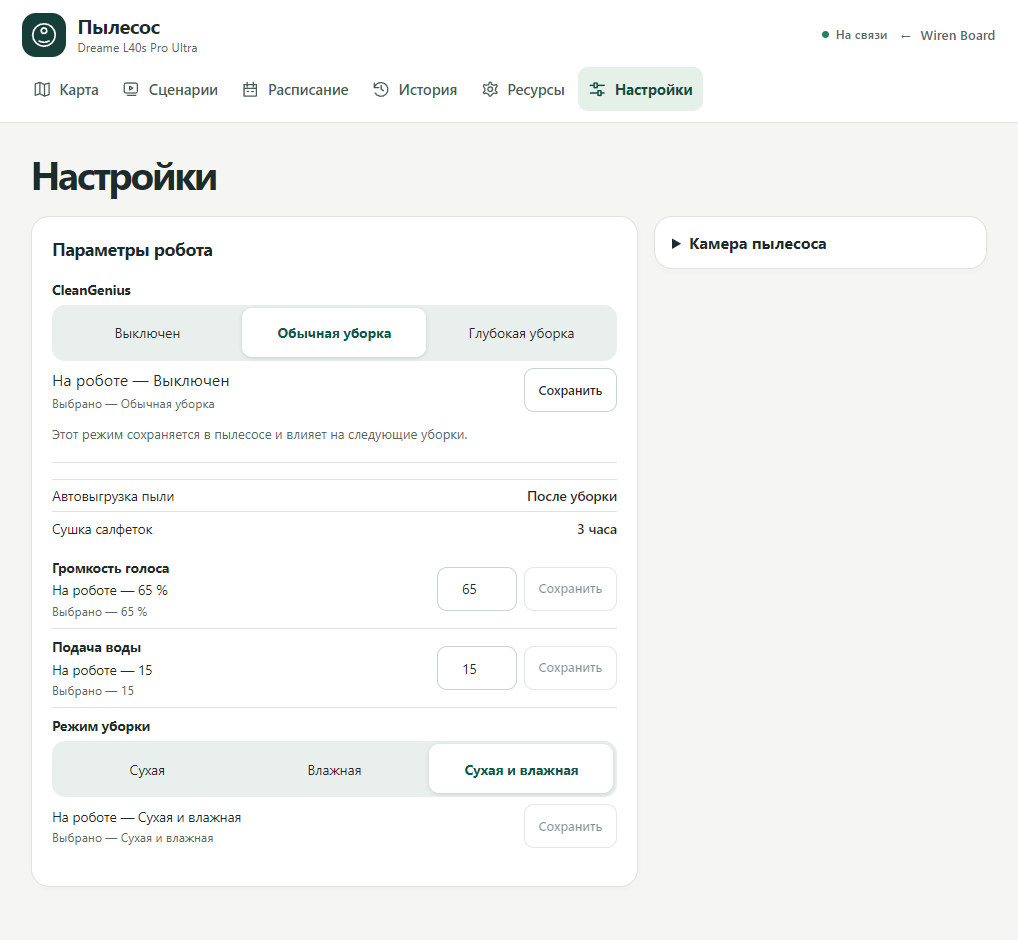 Пылесос
Dreame L40s Pro Ultra
На связи
← Wiren Board
Карта
Сценарии
Расписание
История
Ресурсы
Настройки
Настройки
Параметры робота
CleanGenius
Выключен
Обычная уборка
Глубокая уборка
На роботе — Выключен
Выбрано — Обычная уборка
Сохранить
Этот режим сохраняется в пылесосе и влияет на следующие уборки.
Автовыгрузка пыли
После уборки
Сушка салфеток
3 часа
Громкость голоса
На роботе — 65 %
Выбрано — 65 %
65
Сохранить
Подача воды
На роботе — 15
Выбрано — 15
15
Сохранить
Режим уборки
Сухая
Влажная
Сухая и влажная
На роботе — Сухая и влажная
Выбрано — Сухая и влажная
Сохранить
Камера пылесоса